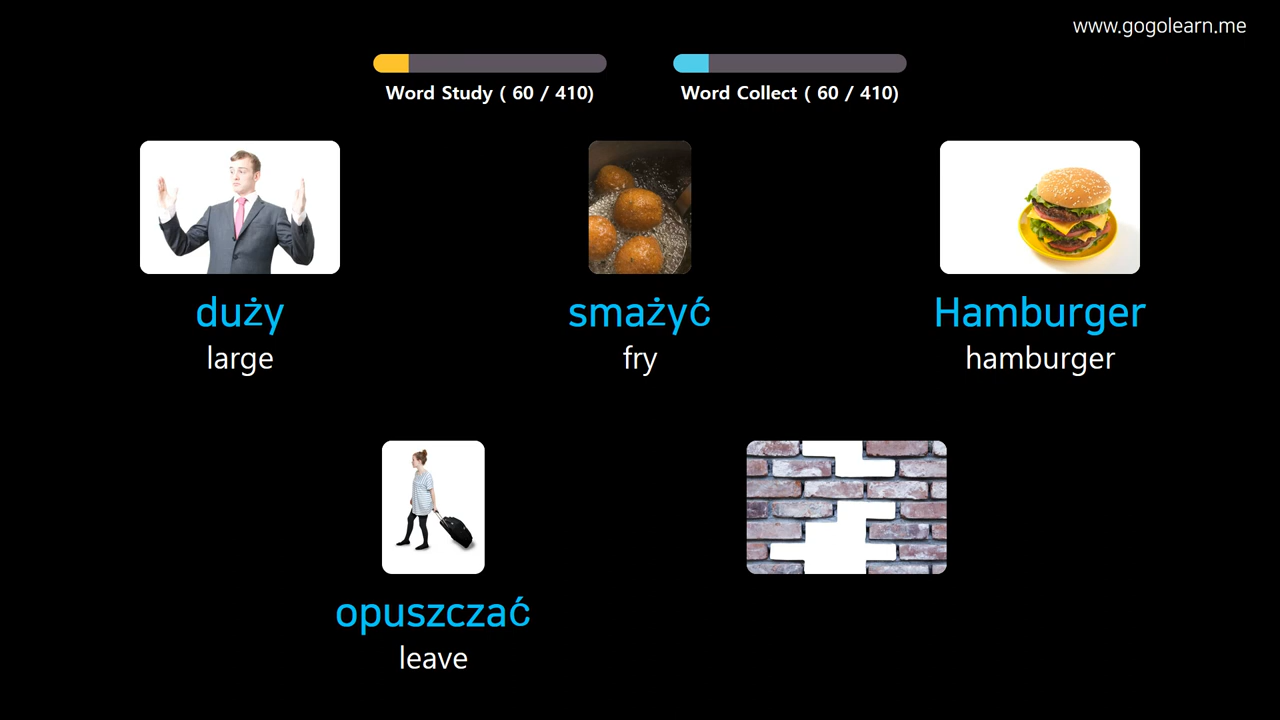 www.gogolearn.me
Word Study ( 60 / 410)
Word Collect ( 60 / 410)
duży
large
smażyć
fry
Hamburger
hamburger
opuszczać
leave